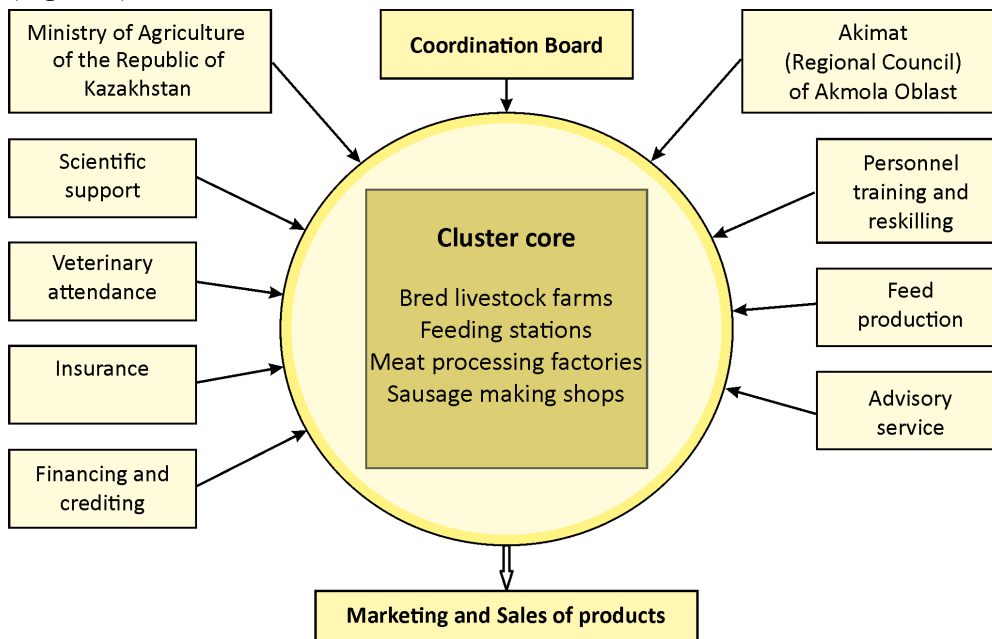 Ministry of Agriculture
of the Republic of
Kazakhstan
Coordination Board
Akimat
(Regional Council)
of Akmola Oblast
Scientific
support
Personnel
training and
reskilling
Cluster core
Veterinary
attendance
Bred livestock farms
Feeding stations
Meat processing factories
Sausage making shops
Feed
production
Insurance
Advisory
service
Financing and
crediting
Marketing and Sales of products